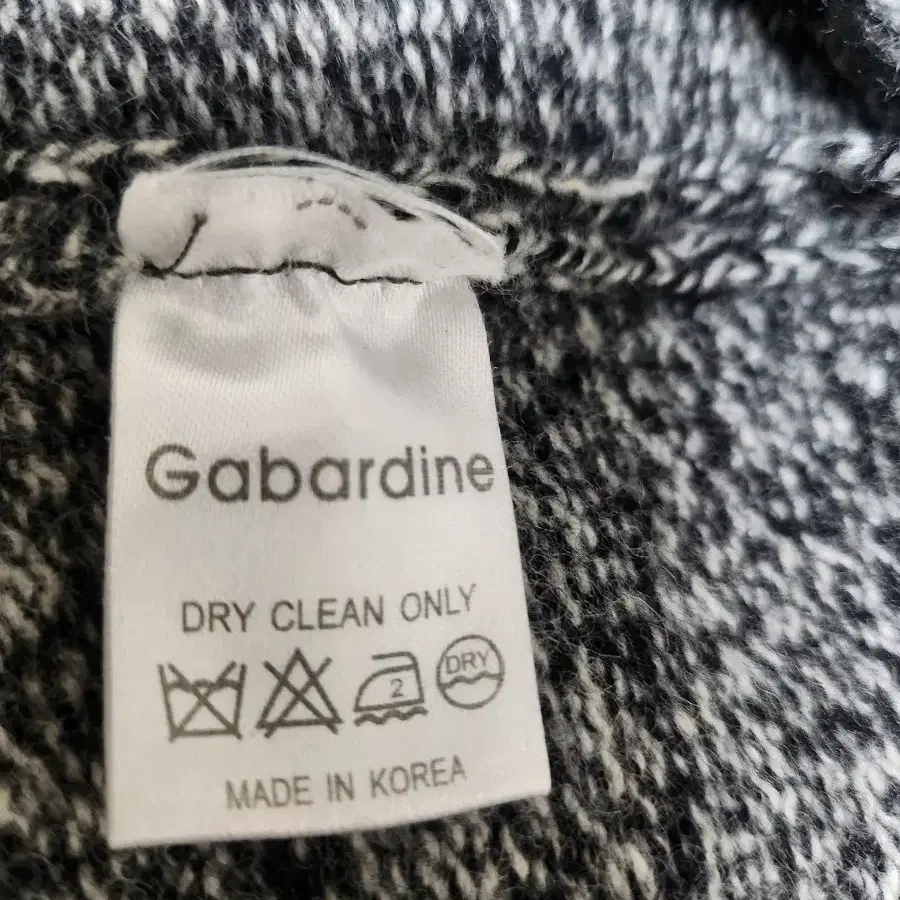 Gabardine
DRY CLEAN ONLY
2 DRY
MADE IN KOREA